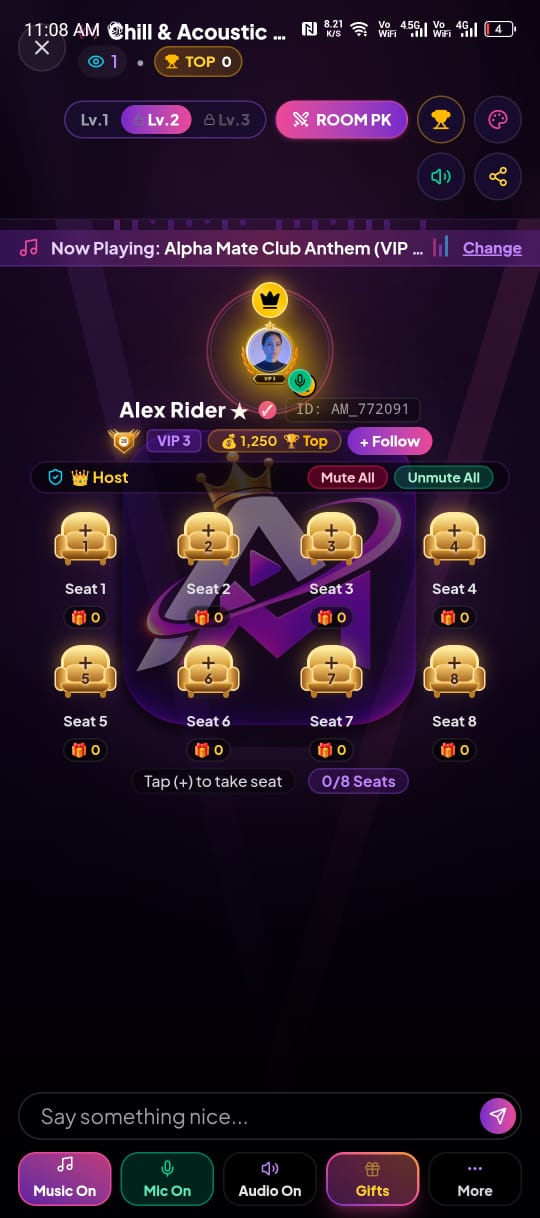 11:08 AM
8.21 K/S
Vo WiFi 4.5G Vo WiFi 4G 4
Chill & Acoustic ...
1 • TOP 0
Lv.1 Lv.2 Lv.3 ROOM PK
Now Playing: Alpha Mate Club Anthem (VIP ... Change
VIP 3
Alex Rider ★ ID: AM_772091
VIP 3 1,250 Top + Follow
Host Mute All Unmute All
+ + + +
1 2 3 4
Seat 1 Seat 2 Seat 3 Seat 4
0 0 0 0
+ + + +
5 6 7 8
Seat 5 Seat 6 Seat 7 Seat 8
0 0 0 0
Tap (+) to take seat 0/8 Seats
Say something nice...
Music On Mic On Audio On Gifts More